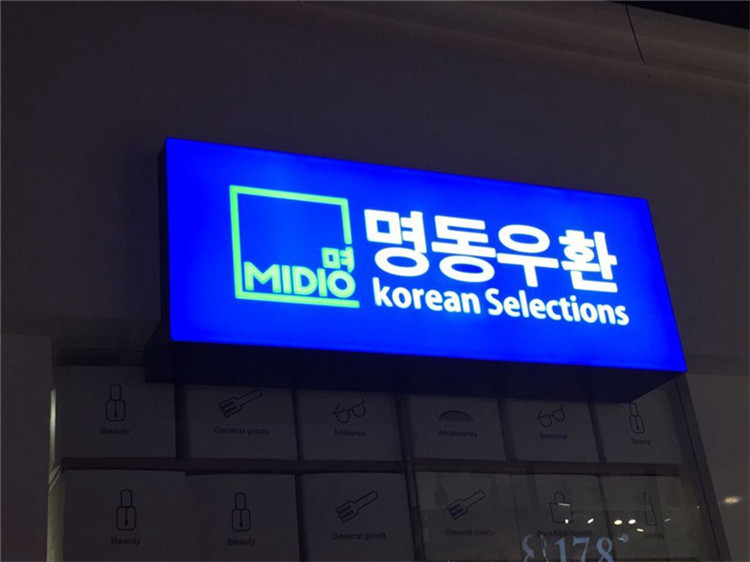 명동우환
명
MIDIO
korean Selections
Beauty
General goods
Seasonal
Accessories
Seasonal
Beauty
Beauty
Beauty
General goods
General goods
178